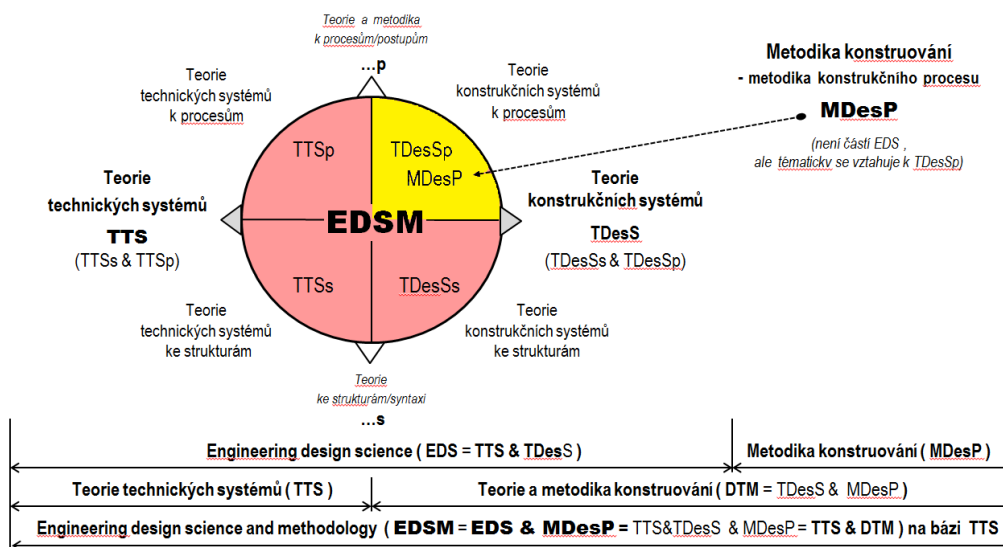 Teorie a metodika
k procesům/postupům
...p
Teorie
technických systémů
k procesům
Teorie
konstrukčních systémů
k procesům
Metodika konstruování
- metodika konstrukčního procesu
MDesP
(není částí EDS ,
ale tématicky se vztahuje k TDesSp)
TTSp
TDesSp
MDesP
Teorie
technických systémů
TTS
(TTSs & TTSp)
EDSM
Teorie
konstrukčních systémů
TDesS
(TDesSs & TDesSp)
TTSs
TDesSs
Teorie
technických systémů
ke strukturám
Teorie
konstrukčních systémů
ke strukturám
Teorie
ke strukturám/syntaxi
...s
Engineering design science ( EDS = TTS & TDesS )
Metodika konstruování ( MDesP )
Teorie technických systémů ( TTS )
Teorie a metodika konstruování ( DTM = TDesS & MDesP )
Engineering design science and methodology ( EDSM = EDS & MDesP = TTS&TDesS & MDesP = TTS & DTM ) na bázi TTS